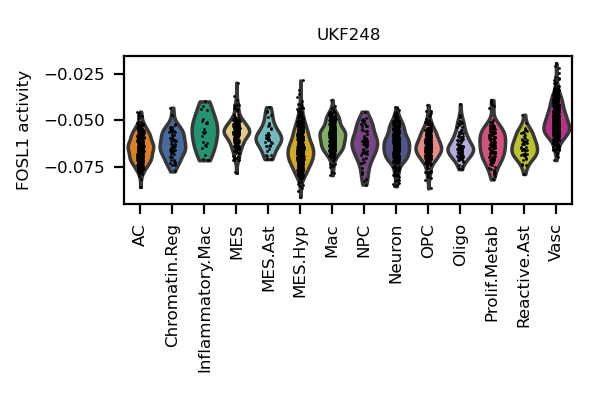 UKF248
FOSL1 activity
−0.025
−0.050
−0.075
AC
Chromatin.Reg
Inflammatory.Mac
MES
MES.Ast
MES.Hyp
Mac
NPC
Neuron
OPC
Oligo
Prolif.Metab
Reactive.Ast
Vasc